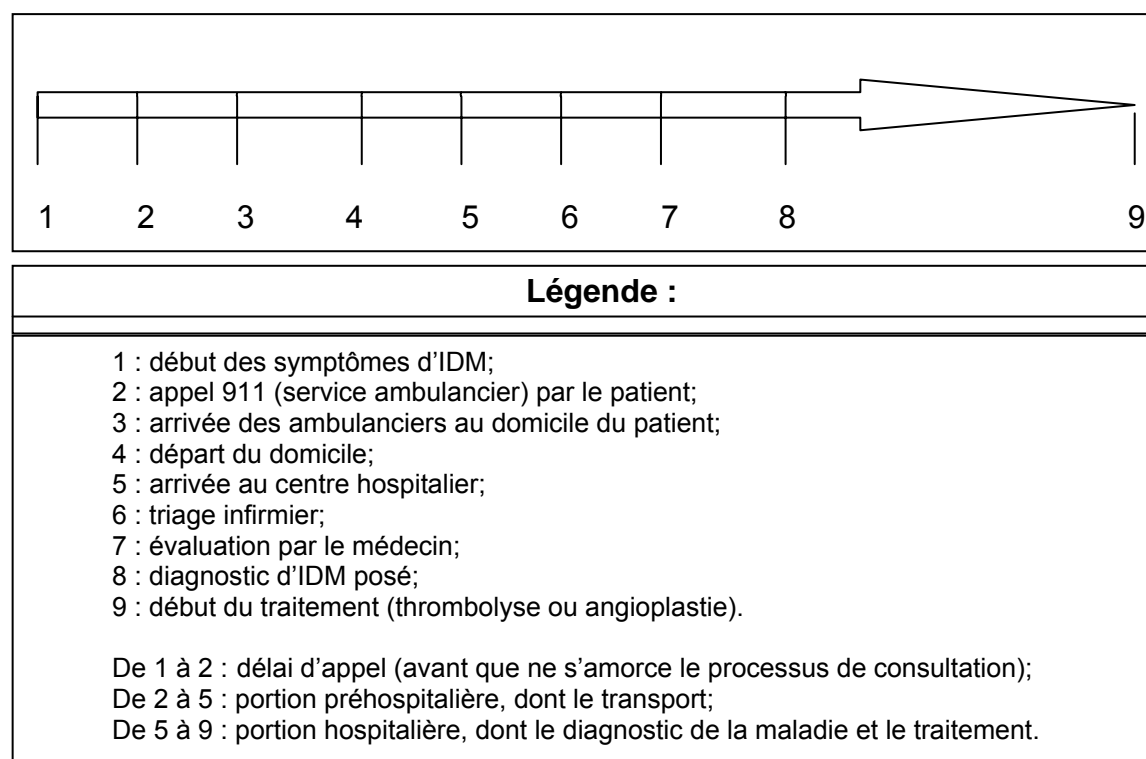 1 2 3 4 5 6 7 8 9
Légende :
1 : début des symptômes d’IDM;
2 : appel 911 (service ambulancier) par le patient;
3 : arrivée des ambulanciers au domicile du patient;
4 : départ du domicile;
5 : arrivée au centre hospitalier;
6 : triage infirmier;
7 : évaluation par le médecin;
8 : diagnostic d’IDM posé;
9 : début du traitement (thrombolyse ou angioplastie).
De 1 à 2 : délai d’appel (avant que ne s’amorce le processus de consultation);
De 2 à 5 : portion préhospitalière, dont le transport;
De 5 à 9 : portion hospitalière, dont le diagnostic de la maladie et le traitement.